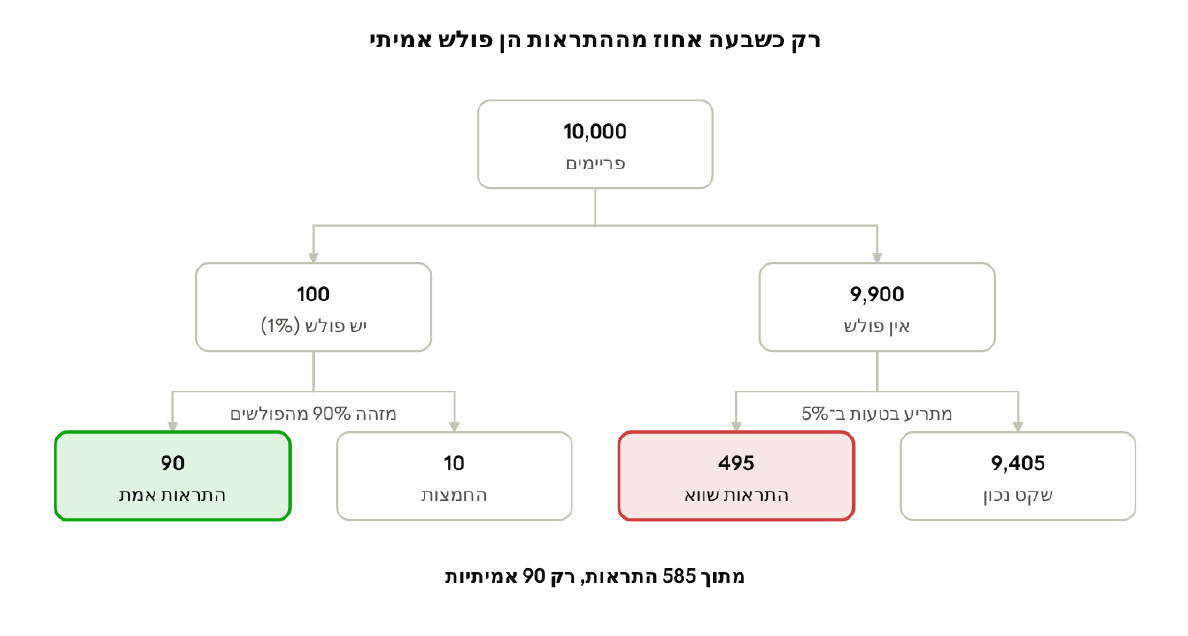 רק כשבעה אחוז מההתראות הן פולש אמיתי
10,000
פריימים
100
יש פולש (1%)
9,900
אין פולש
מזהה 90% מהפולשים
מתריע בטעות ב־5%
90
התראות אמת
10
החמצות
495
התראות שווא
9,405
שקט נכון
מתוך 585 התראות, רק 90 אמיתיות